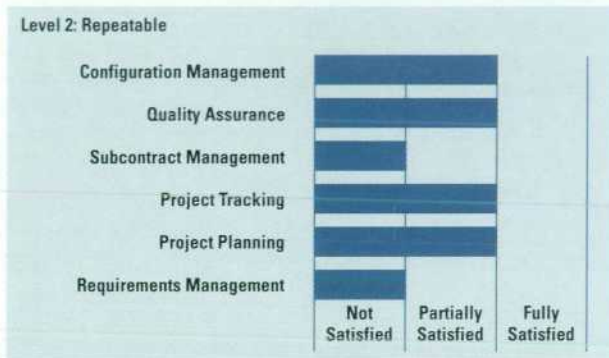 Level 2: Repeatable
Configuration Management
Quality Assurance
Subcontract Management
Project Tracking
Project Planning
Requirements Management
Not Partially Fully
Satisfied Satisfied Satisfied